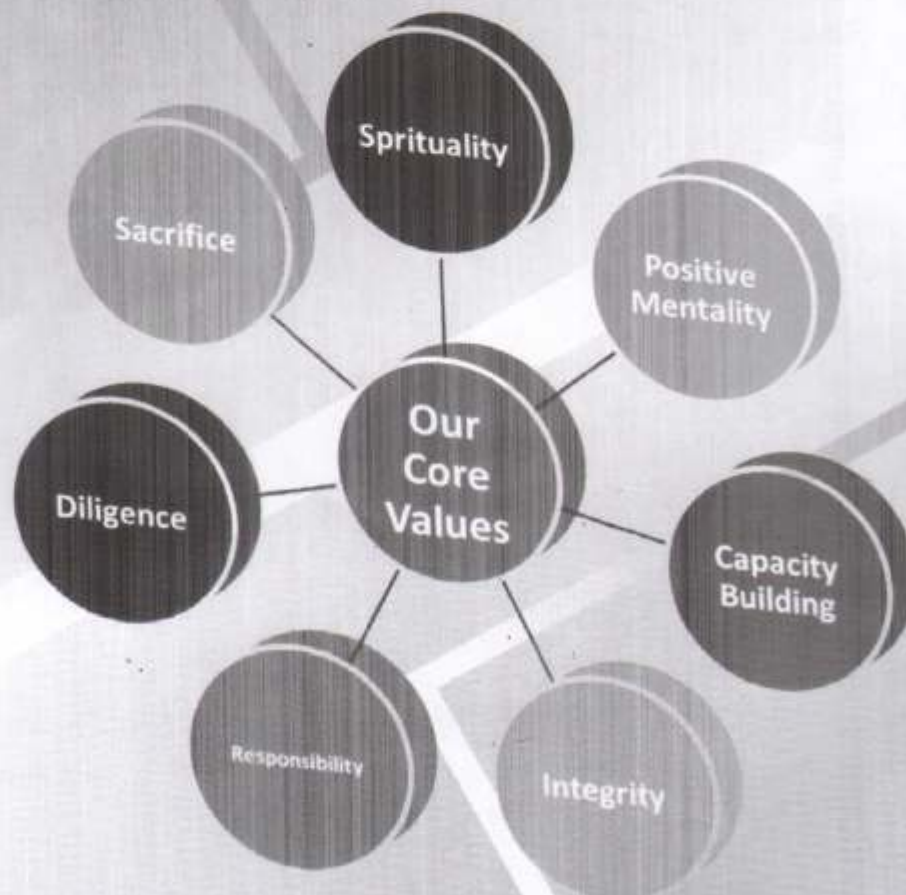 Sprituality
Sacrifice
Positive
Mentality
Our
Core
Values
Diligence
Capacity
Building
Responsibility
Integrity